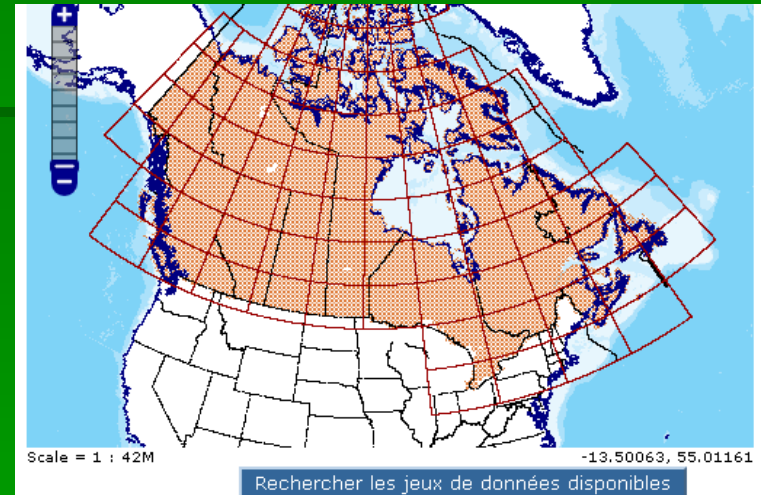 Scale = 1 : 42M
-13.50063, 55.01161
Rechercher les jeux de données disponibles